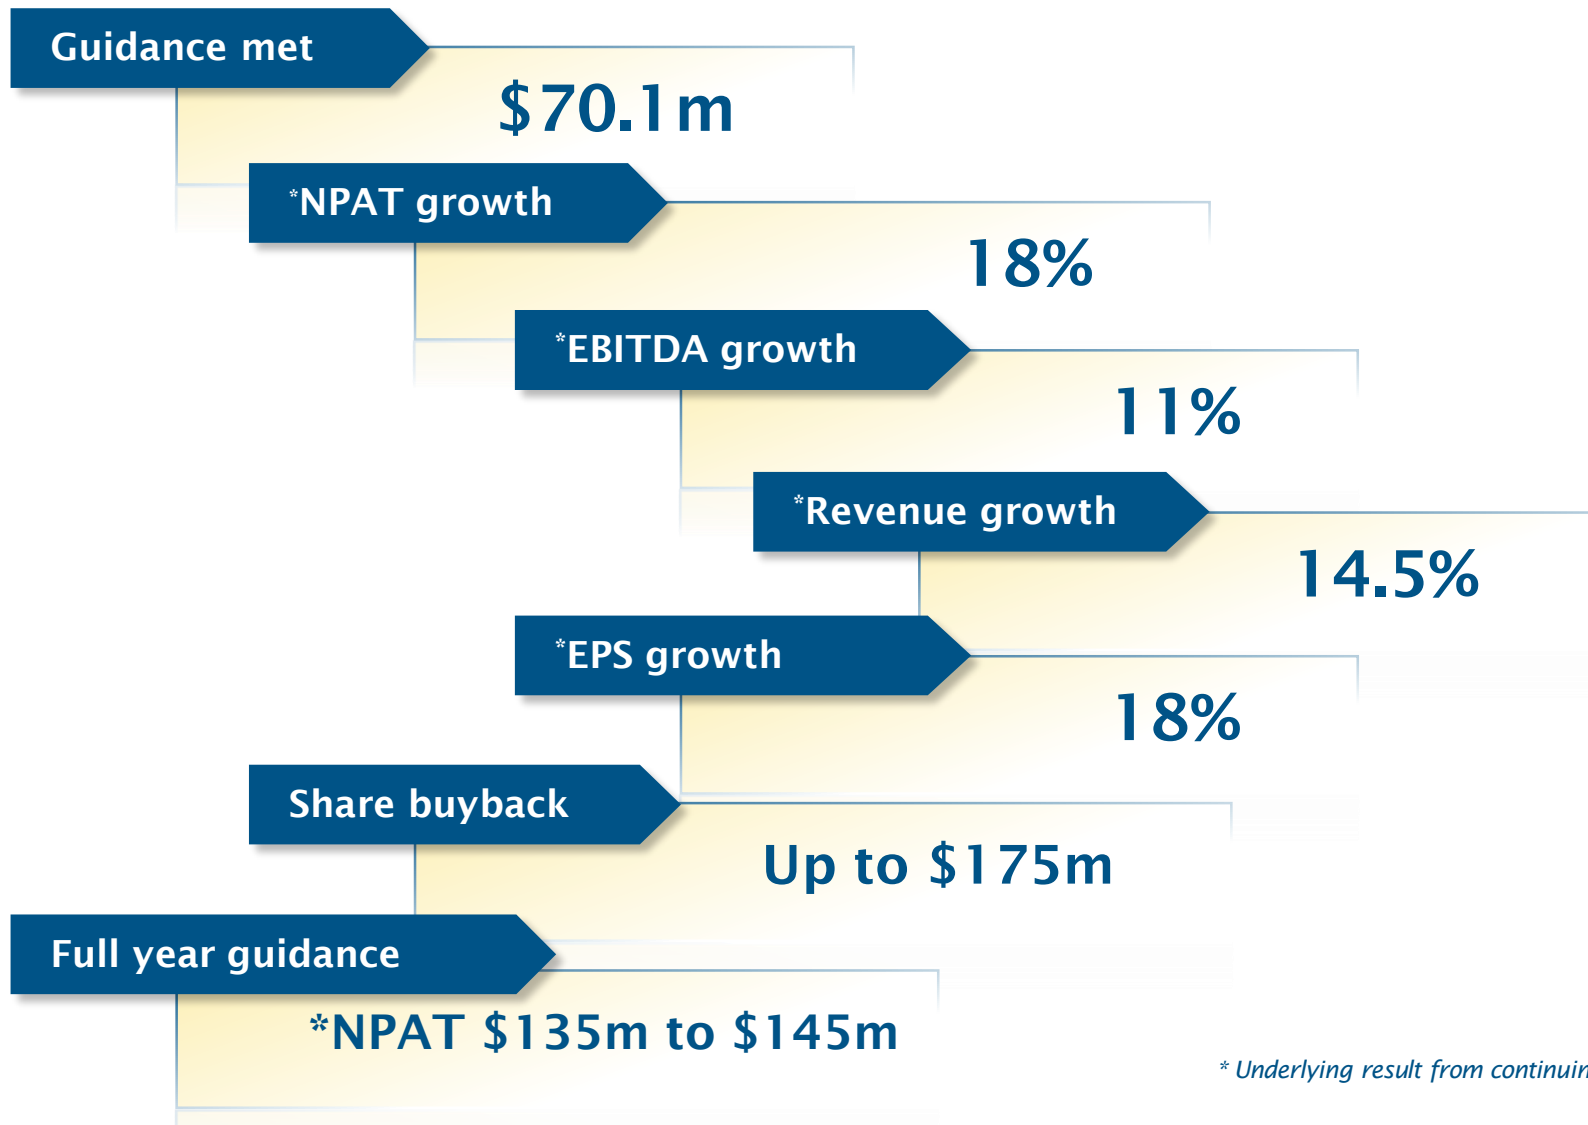 Guidance met
$70.1m
*NPAT growth
18%
*EBITDA growth
11%
*Revenue growth
14.5%
*EPS growth
18%
Share buyback
Up to $175m
Full year guidance
*NPAT $135m to $145m
* Underlying result from continuin